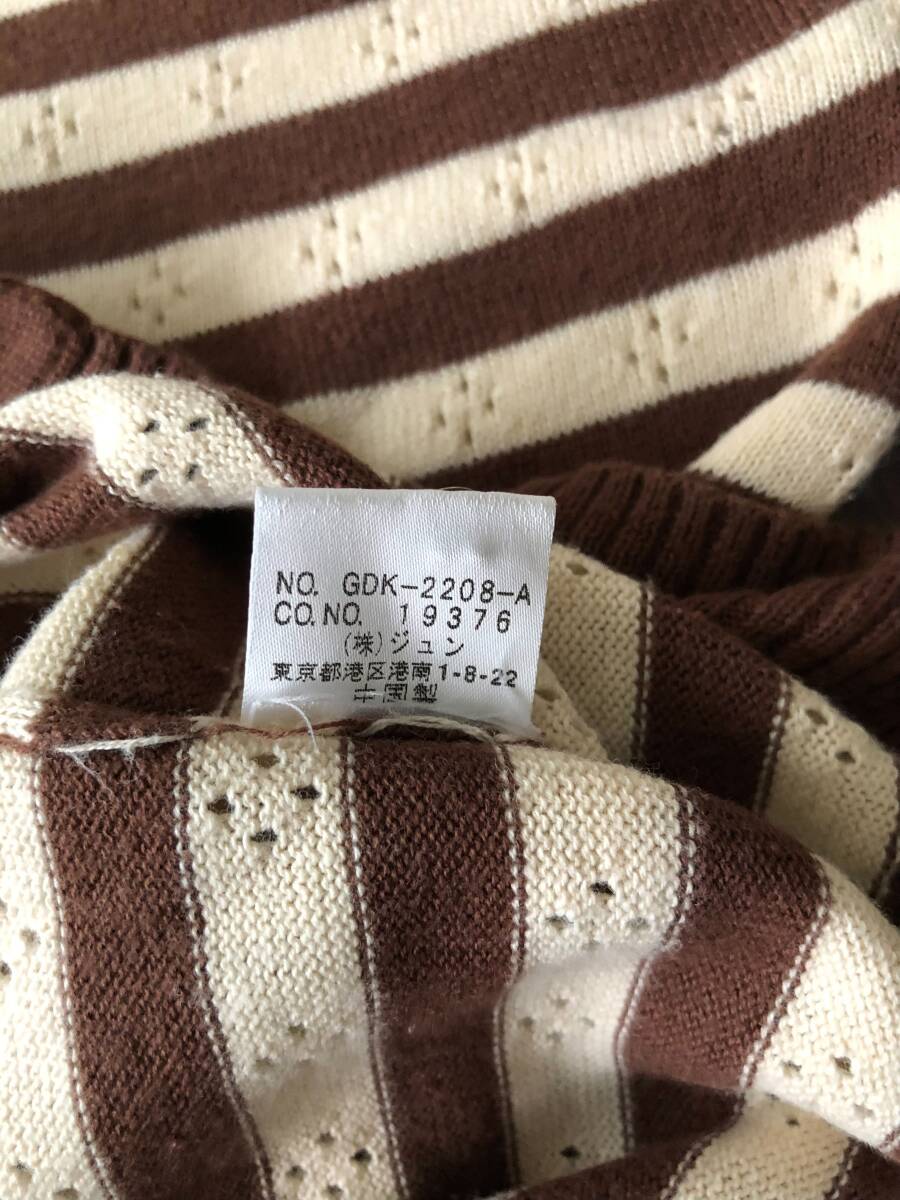 NO. GDK-2208-A
CO.NO. 19376
(株)ジュン
東京都港区港南1-8-22
中国製